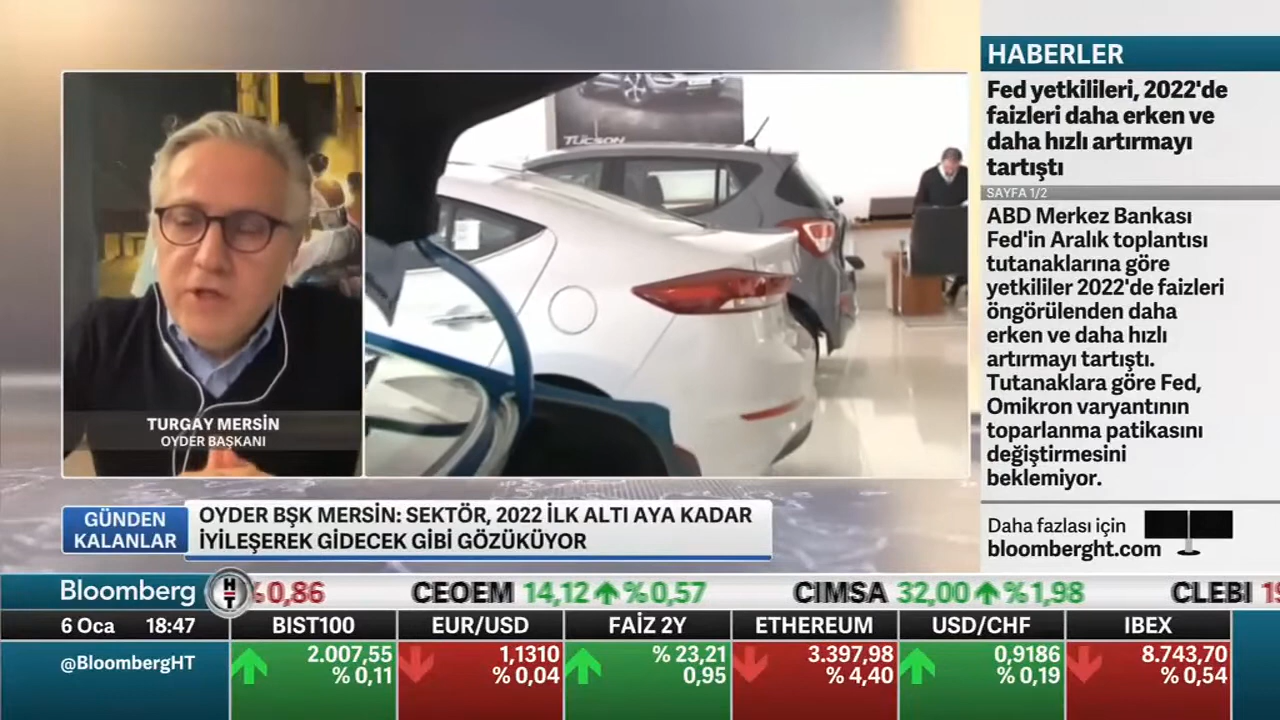 TUCSON
TURGAY MERSİN
OYDER BAŞKANI
GÜNDEN
KALANLAR
OYDER BŞK MERSİN: SEKTÖR, 2022 İLK ALTI AYA KADAR
İYİLEŞEREK GİDECEK GİBİ GÖZÜKÜYOR
HABERLER
Fed yetkilileri, 2022'de
faizleri daha erken ve
daha hızlı artırmayı
tartıştı
SAYFA 1/2
ABD Merkez Bankası
Fed'in Aralık toplantısı
tutanaklarına göre
yetkililer 2022'de faizleri
öngörülenden daha
erken ve daha hızlı
artırmayı tartıştı.
Tutanaklara göre Fed,
Omikron varyantının
toparlanma patikasını
değiştirmesini
beklemiyor.
Daha fazlası için
bloomberght.com
Bloomberg HT %0,86 CEOEM 14,12 %0,57 CIMSA 32,00 %1,98 CLEBI
6 Oca 18:47 BIST100 EUR/USD FAİZ 2Y ETHEREUM USD/CHF IBEX
@BloombergHT 2.007,55 1,1310 % 23,21 3.397,98 0,9186 8.743,70
% 0,11 % 0,04 0,95 % 4,40 % 0,19 % 0,54